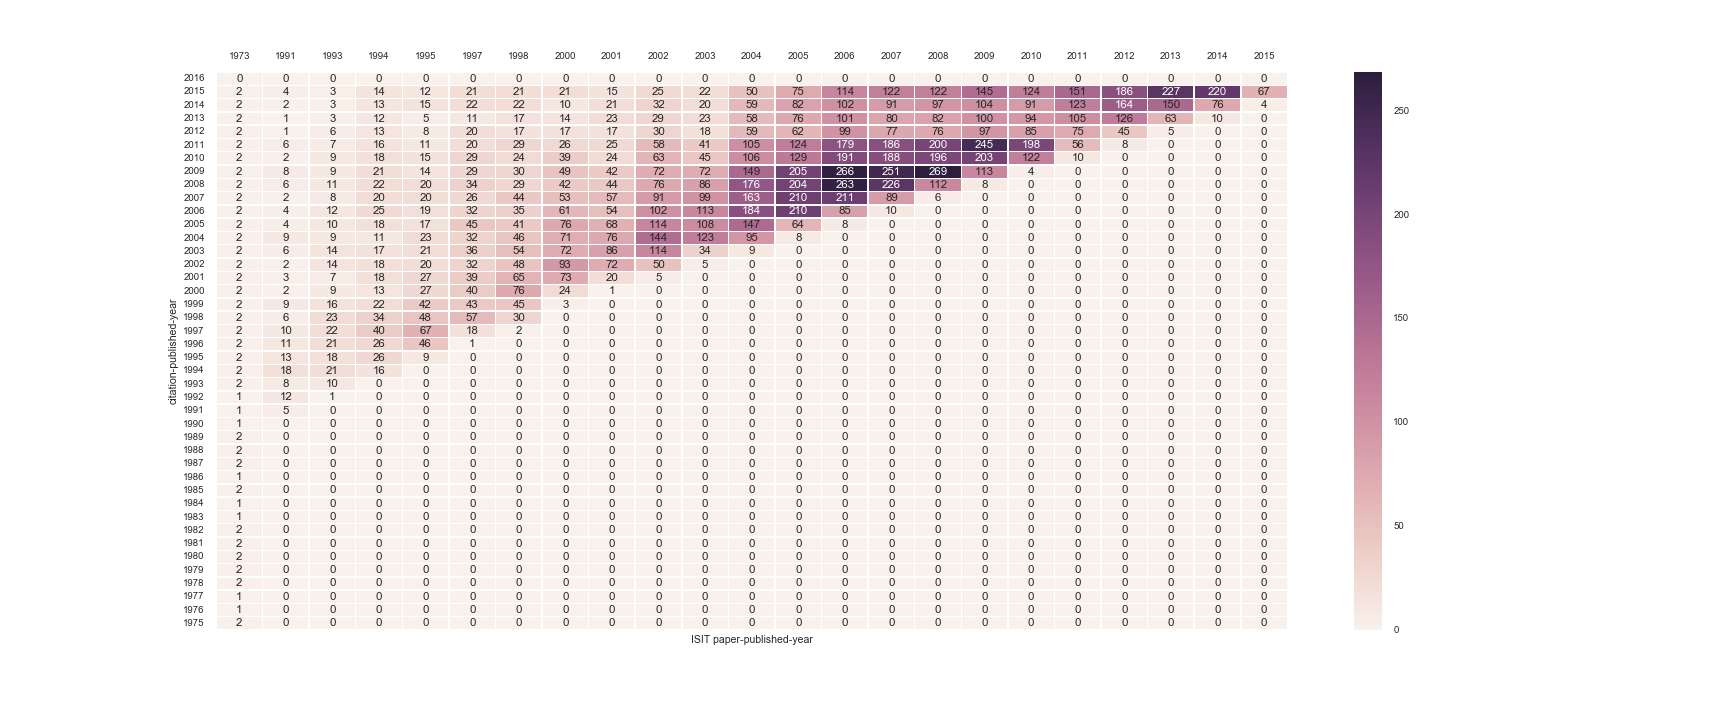 1973 1991 1993 1994 1995 1997 1998 2000 2001 2002 2003 2004 2005 2006 2007 2008 2009 2010 2011 2012 2013 2014 2015
2016 0 0 0 0 0 0 0 0 0 0 0 0 0 0 0 0 0 0 0 0 0 0 0
2015 2 4 3 14 12 21 21 21 15 25 22 50 75 114 122 122 145 124 151 186 227 220 67
2014 2 2 3 13 15 22 22 10 21 32 20 59 82 102 91 97 104 91 123 164 150 76 4
2013 2 1 3 12 5 11 17 14 23 29 23 58 76 101 80 82 100 94 105 126 63 10 0
2012 2 1 6 13 8 20 17 17 17 30 18 59 62 99 77 76 97 85 75 45 5 0 0
2011 2 6 7 16 11 20 29 26 25 58 41 105 124 179 186 200 245 198 56 8 0 0 0
2010 2 2 9 18 15 29 24 39 24 63 45 106 129 191 188 196 203 122 10 0 0 0 0
2009 2 8 9 21 14 29 30 49 42 72 72 149 205 266 251 269 113 4 0 0 0 0 0
2008 2 6 11 22 20 34 29 42 44 76 86 176 204 263 226 112 8 0 0 0 0 0 0
2007 2 2 8 20 20 26 44 53 57 91 99 163 210 211 89 6 0 0 0 0 0 0 0
2006 2 4 12 25 19 32 35 61 54 102 113 184 210 85 10 0 0 0 0 0 0 0 0
2005 2 4 10 18 17 45 41 76 68 114 108 147 64 8 0 0 0 0 0 0 0 0 0
2004 2 9 9 11 23 32 46 71 76 144 123 95 8 0 0 0 0 0 0 0 0 0 0
2003 2 6 14 17 21 36 54 72 86 114 34 9 0 0 0 0 0 0 0 0 0 0 0
2002 2 2 14 18 20 32 48 93 72 50 5 0 0 0 0 0 0 0 0 0 0 0 0
2001 2 3 7 18 27 39 65 73 20 5 0 0 0 0 0 0 0 0 0 0 0 0 0
2000 2 2 9 13 27 40 76 24 1 0 0 0 0 0 0 0 0 0 0 0 0 0 0
1999 2 9 16 22 42 43 45 3 0 0 0 0 0 0 0 0 0 0 0 0 0 0 0
1998 2 6 23 34 48 57 30 0 0 0 0 0 0 0 0 0 0 0 0 0 0 0 0
1997 2 10 22 40 67 18 2 0 0 0 0 0 0 0 0 0 0 0 0 0 0 0 0
1996 2 11 21 26 46 1 0 0 0 0 0 0 0 0 0 0 0 0 0 0 0 0 0
1995 2 13 18 26 9 0 0 0 0 0 0 0 0 0 0 0 0 0 0 0 0 0 0
1994 2 18 21 16 0 0 0 0 0 0 0 0 0 0 0 0 0 0 0 0 0 0 0
1993 2 8 10 0 0 0 0 0 0 0 0 0 0 0 0 0 0 0 0 0 0 0 0
1992 1 12 1 0 0 0 0 0 0 0 0 0 0 0 0 0 0 0 0 0 0 0 0
1991 1 5 0 0 0 0 0 0 0 0 0 0 0 0 0 0 0 0 0 0 0 0 0
1990 1 0 0 0 0 0 0 0 0 0 0 0 0 0 0 0 0 0 0 0 0 0 0
1989 2 0 0 0 0 0 0 0 0 0 0 0 0 0 0 0 0 0 0 0 0 0 0
1988 2 0 0 0 0 0 0 0 0 0 0 0 0 0 0 0 0 0 0 0 0 0 0
1987 2 0 0 0 0 0 0 0 0 0 0 0 0 0 0 0 0 0 0 0 0 0 0
1986 1 0 0 0 0 0 0 0 0 0 0 0 0 0 0 0 0 0 0 0 0 0 0
1985 2 0 0 0 0 0 0 0 0 0 0 0 0 0 0 0 0 0 0 0 0 0 0
1984 1 0 0 0 0 0 0 0 0 0 0 0 0 0 0 0 0 0 0 0 0 0 0
1983 1 0 0 0 0 0 0 0 0 0 0 0 0 0 0 0 0 0 0 0 0 0 0
1982 2 0 0 0 0 0 0 0 0 0 0 0 0 0 0 0 0 0 0 0 0 0 0
1981 2 0 0 0 0 0 0 0 0 0 0 0 0 0 0 0 0 0 0 0 0 0 0
1980 2 0 0 0 0 0 0 0 0 0 0 0 0 0 0 0 0 0 0 0 0 0 0
1979 2 0 0 0 0 0 0 0 0 0 0 0 0 0 0 0 0 0 0 0 0 0 0
1978 2 0 0 0 0 0 0 0 0 0 0 0 0 0 0 0 0 0 0 0 0 0 0
1977 1 0 0 0 0 0 0 0 0 0 0 0 0 0 0 0 0 0 0 0 0 0 0
1976 1 0 0 0 0 0 0 0 0 0 0 0 0 0 0 0 0 0 0 0 0 0 0
1975 2 0 0 0 0 0 0 0 0 0 0 0 0 0 0 0 0 0 0 0 0 0 0
citation-published-year
ISIT paper-published-year
250
200
150
100
50
0